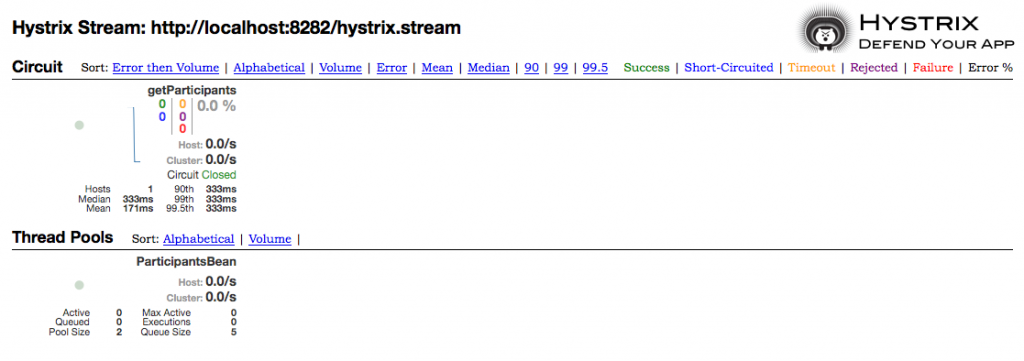 Hystrix Stream: http://localhost:8282/hystrix.stream
HYSTRIX
DEFEND YOUR APP
Circuit Sort: Error then Volume | Alphabetical | Volume | Error | Mean | Median | 90 | 99 | 99.5 Success | Short-Circuited | Timeout | Rejected | Failure | Error %
getParticipants
0 0 0.0 %
0 0
0
Host: 0.0/s
Cluster: 0.0/s
Circuit Closed
Hosts 1 90th 333ms
Median 333ms 99th 333ms
Mean 171ms 99.5th 333ms
Thread Pools Sort: Alphabetical | Volume |
ParticipantsBean
Host: 0.0/s
Cluster: 0.0/s
Active 0 Max Active 0
Queued 0 Executions 0
Pool Size 2 Queue Size 5